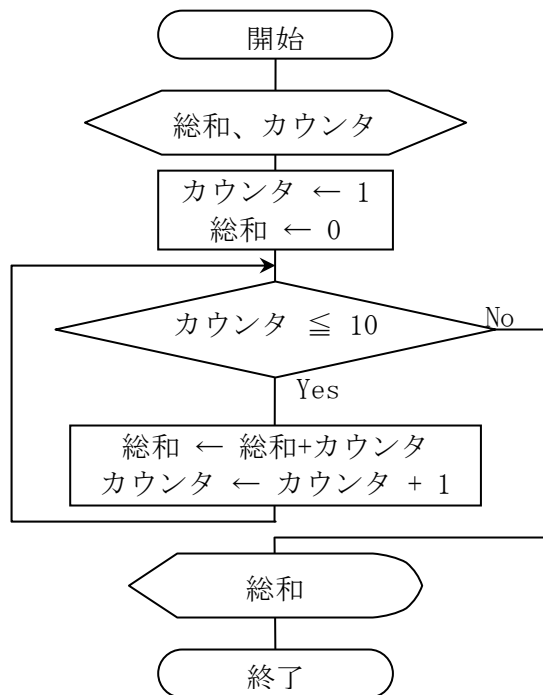 開始
総和、カウンタ
カウンタ ← 1
総和 ← 0
カウンタ ≦ 10
No
Yes
総和 ← 総和+カウンタ
カウンタ ← カウンタ + 1
総和
終了